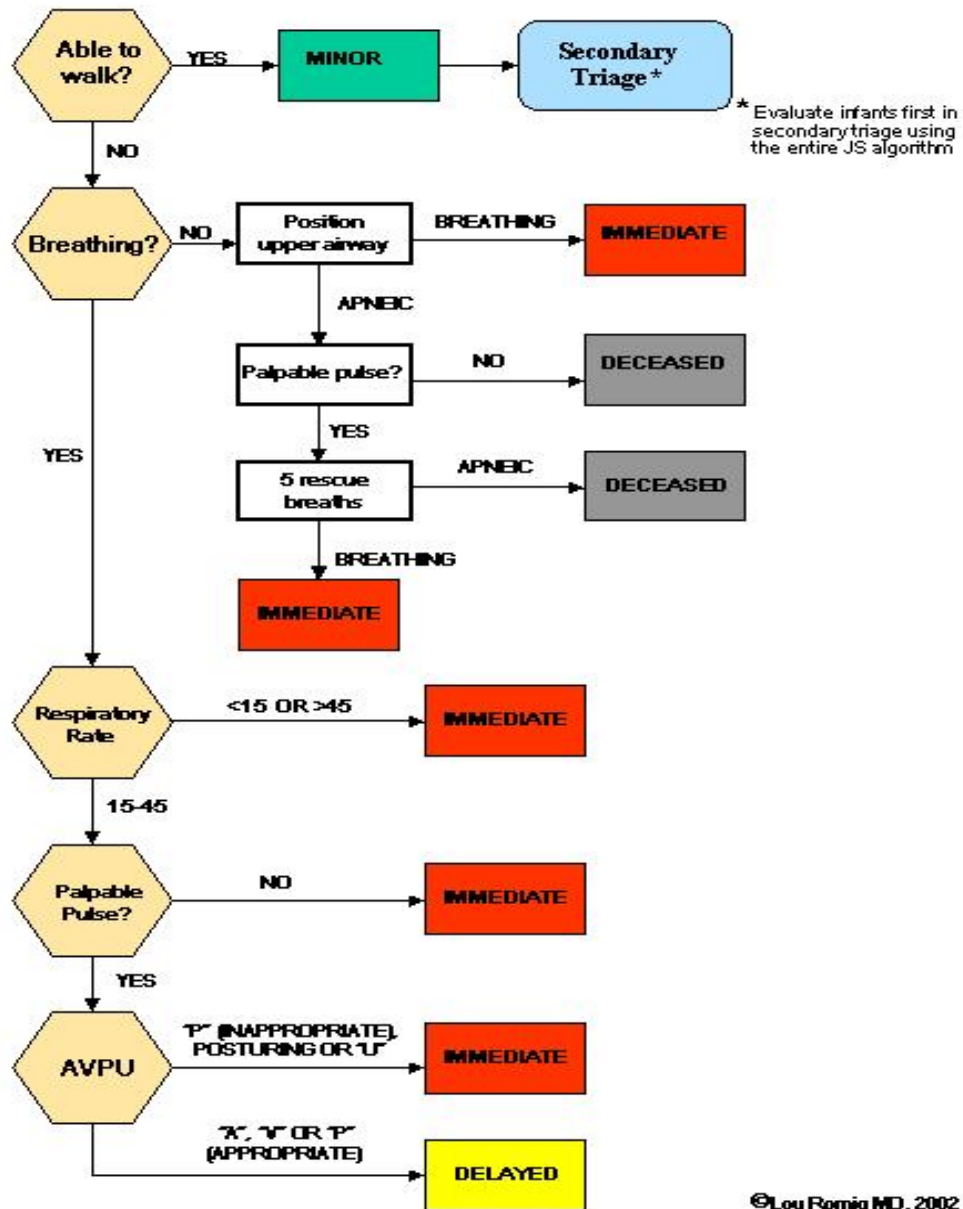 Able to
walk?
YES
MINOR
Secondary
Triage*
* Evaluate infants first in
secondary triage using
the entire JS algorithm
NO
Breathing?
NO
Position
upper airway
BREATHING
IMMEDIATE
APNEIC
Palpable pulse?
NO
DECEASED
YES
YES
5 rescue
breaths
APNEIC
DECEASED
BREATHING
IMMEDIATE
Respiratory
Rate
<15 OR >45
IMMEDIATE
15-45
Palpable
Pulse?
NO
IMMEDIATE
YES
AVPU
"P" (INAPPROPRIATE),
POSTURING OR "U"
IMMEDIATE
"A", "V" OR "P"
(APPROPRIATE)
DELAYED
©Lou Romig MD, 2002